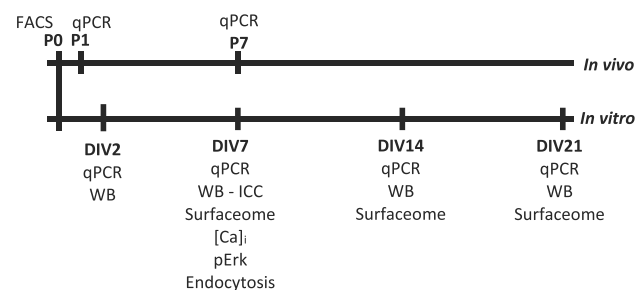 FACS qPCR qPCR
P0 P1 P7
In vivo
In vitro
DIV2 DIV7 DIV14 DIV21
qPCR qPCR qPCR qPCR
WB WB - ICC WB WB
Surfaceome Surfaceome Surfaceome
[Ca]i
pErk
Endocytosis